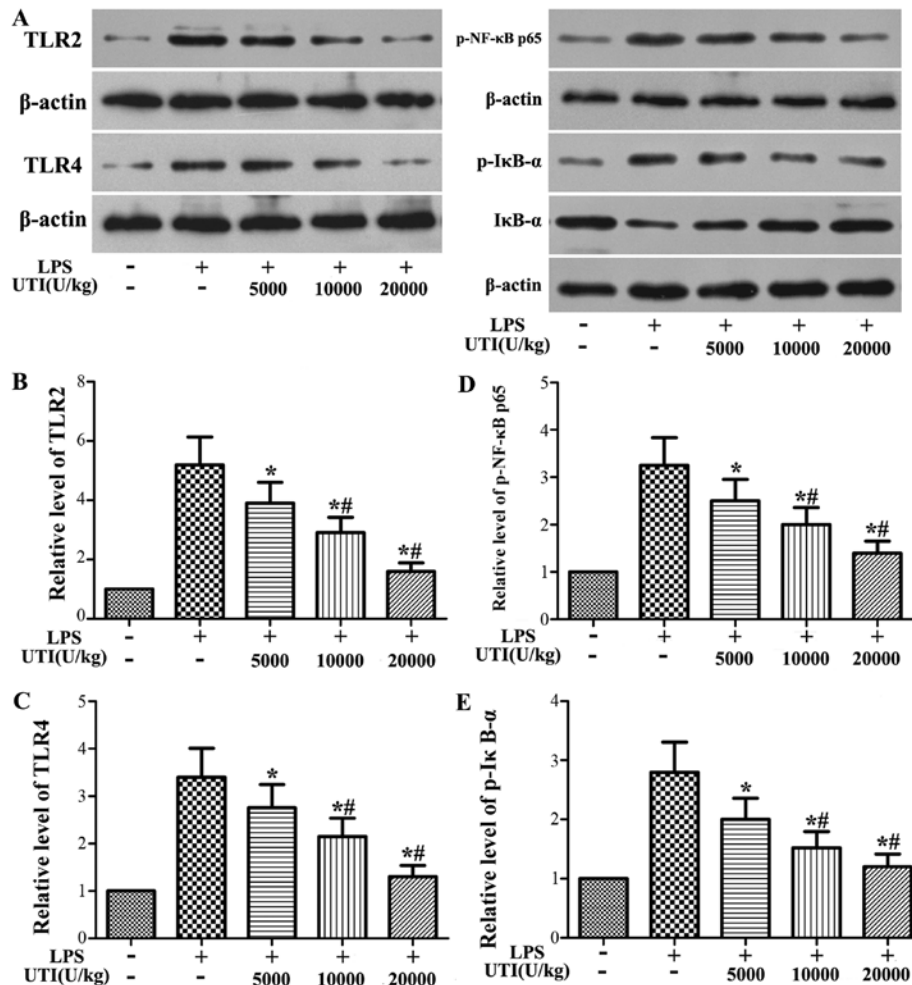 A
TLR2
β-actin
TLR4
β-actin
LPS - + + + +
UTI(U/kg) - - 5000 10000 20000
p-NF-κB p65
β-actin
p-IκB-α
IκB-α
β-actin
LPS - + + + +
UTI(U/kg) - - 5000 10000 20000
B
Relative level of TLR2
8
6
4
2
0
* *# *#
LPS - + + + +
UTI(U/kg) - - 5000 10000 20000
D
Relative level of p-NF-κB p65
5
4
3
2
1
0
* *# *#
LPS - + + + +
UTI(U/kg) - - 5000 10000 20000
C
Relative level of TLR4
5
4
3
2
1
0
* *# *#
LPS - + + + +
UTI(U/kg) - - 5000 10000 20000
E
Relative level of p-Iκ B-α
4
3
2
1
0
* *# *#
LPS - + + + +
UTI(U/kg) - - 5000 10000 20000